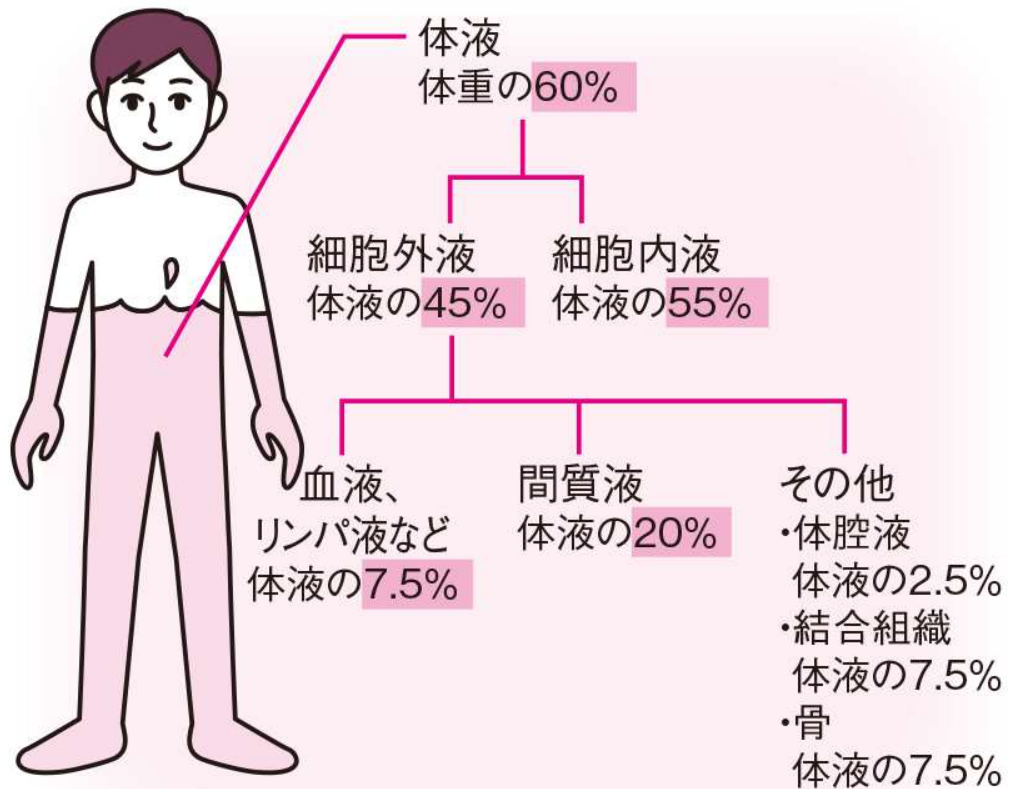 体液
体重の60%
細胞外液
体液の45%
細胞内液
体液の55%
血液、
リンパ液など
体液の7.5%
間質液
体液の20%
その他
・体腔液
体液の2.5%
・結合組織
体液の7.5%
・骨
体液の7.5%